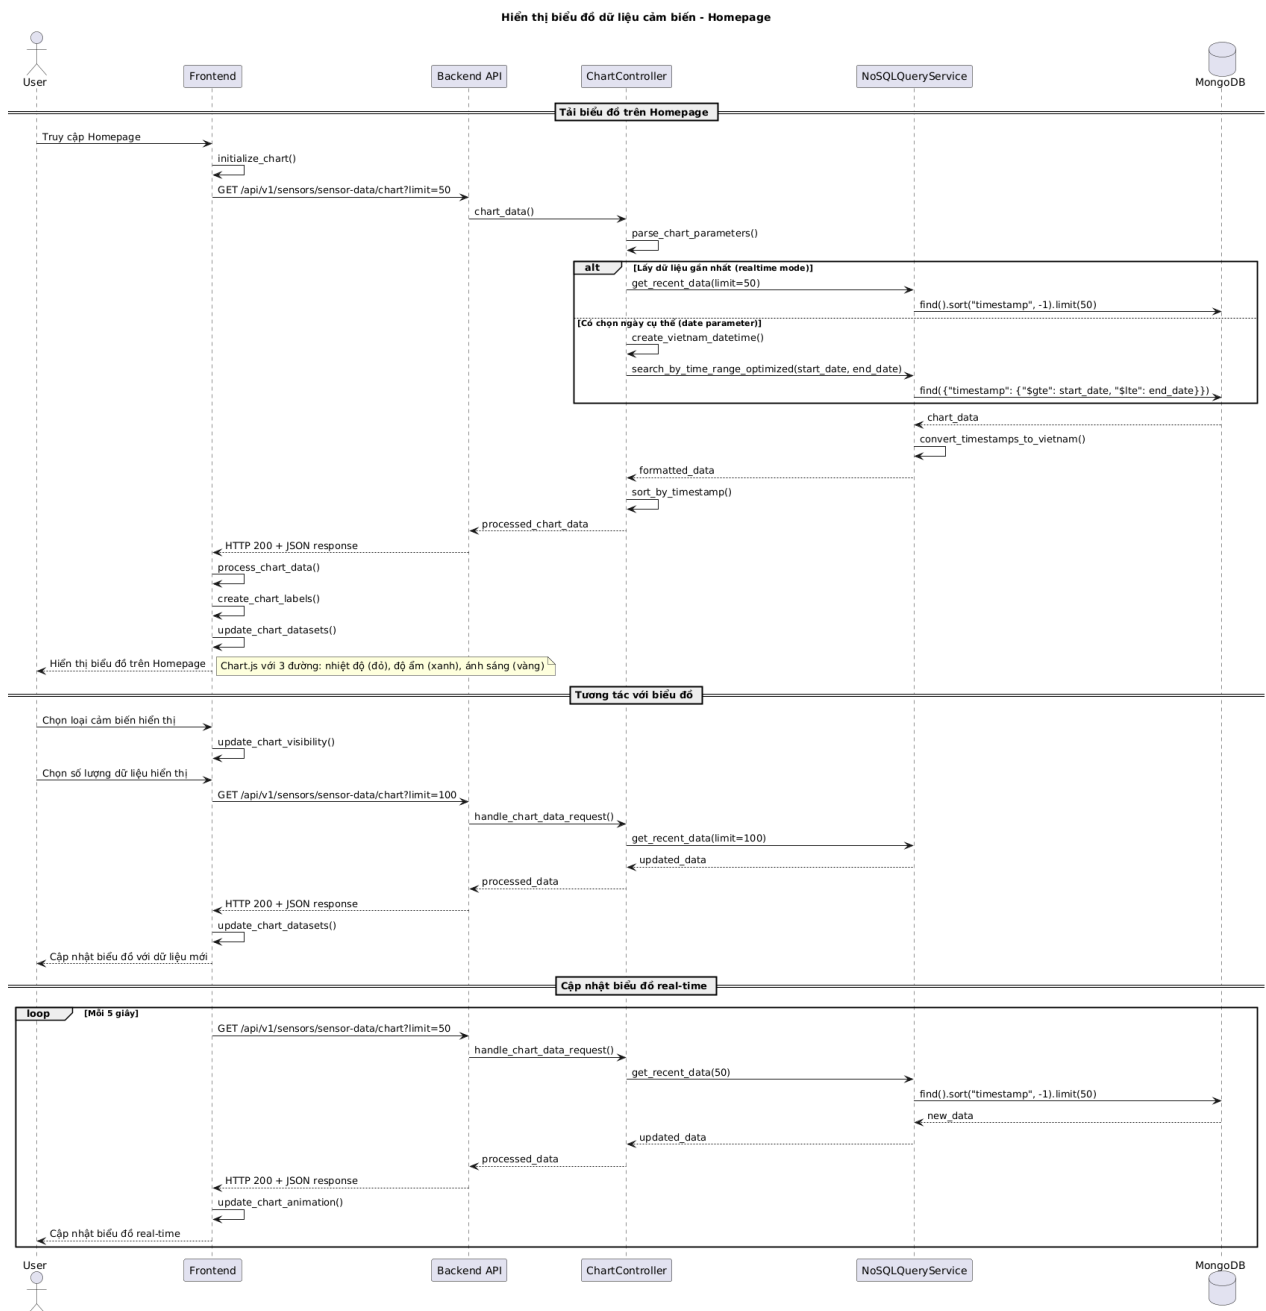 Hiển thị biểu đồ dữ liệu cảm biến - Homepage
User
Frontend
Backend API
ChartController
NoSQLQueryService
MongoDB
Tải biểu đồ trên Homepage
Truy cập Homepage
initialize_chart()
GET /api/v1/sensors/sensor-data/chart?limit=50
chart_data()
parse_chart_parameters()
alt [Lấy dữ liệu gần nhất (realtime mode)]
get_recent_data(limit=50)
find().sort("timestamp", -1).limit(50)
[Có chọn ngày cụ thể (date parameter)]
create_vietnam_datetime()
search_by_time_range_optimized(start_date, end_date)
find({"timestamp": {"$gte": start_date, "$lte": end_date}})
chart_data
convert_timestamps_to_vietnam()
formatted_data
sort_by_timestamp()
processed_chart_data
HTTP 200 + JSON response
process_chart_data()
create_chart_labels()
update_chart_datasets()
Hiển thị biểu đồ trên Homepage
Chart.js với 3 đường: nhiệt độ (đỏ), độ ẩm (xanh), ánh sáng (vàng)
Tương tác với biểu đồ
Chọn loại cảm biến hiển thị
update_chart_visibility()
Chọn số lượng dữ liệu hiển thị
GET /api/v1/sensors/sensor-data/chart?limit=100
handle_chart_data_request()
get_recent_data(limit=100)
updated_data
processed_data
HTTP 200 + JSON response
update_chart_datasets()
Cập nhật biểu đồ với dữ liệu mới
Cập nhật biểu đồ real-time
loop [Mỗi 5 giây]
GET /api/v1/sensors/sensor-data/chart?limit=50
handle_chart_data_request()
get_recent_data(50)
find().sort("timestamp", -1).limit(50)
new_data
updated_data
processed_data
HTTP 200 + JSON response
update_chart_animation()
Cập nhật biểu đồ real-time
User
Frontend
Backend API
ChartController
NoSQLQueryService
MongoDB